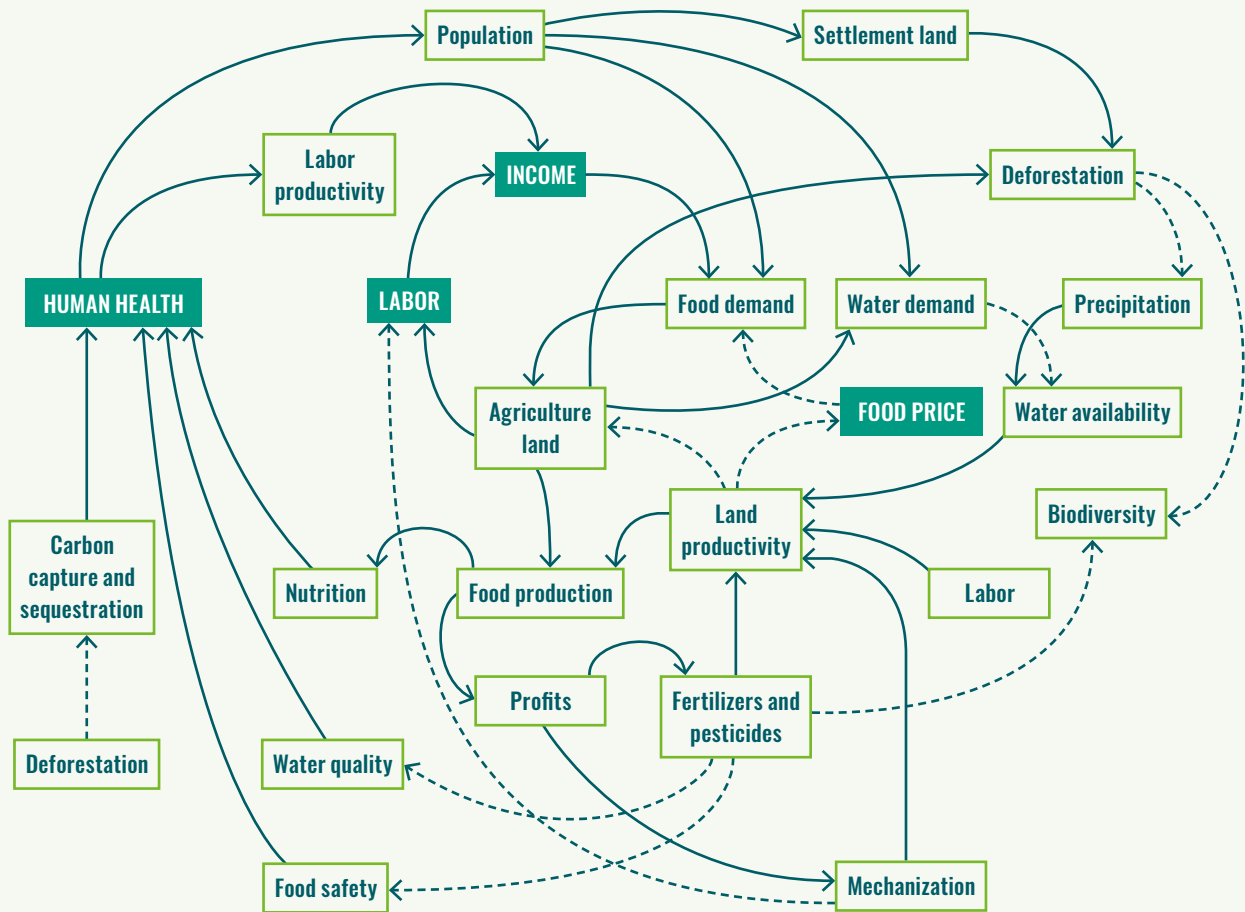 Population
Settlement land
Labor
productivity
INCOME
Deforestation
HUMAN HEALTH
LABOR
Food demand
Water demand
Precipitation
Agriculture
land
FOOD PRICE
Water availability
Carbon
capture and
sequestration
Nutrition
Food production
Land
productivity
Biodiversity
Labor
Profits
Fertilizers and
pesticides
Deforestation
Water quality
Food safety
Mechanization